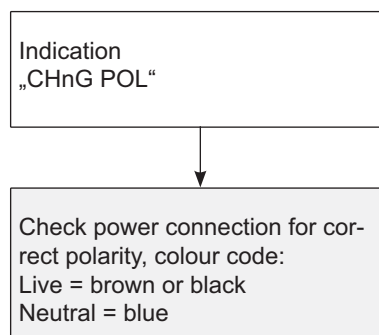 Indication
„CHnG POL“
Check power connection for cor-
rect polarity, colour code:
Live = brown or black
Neutral = blue